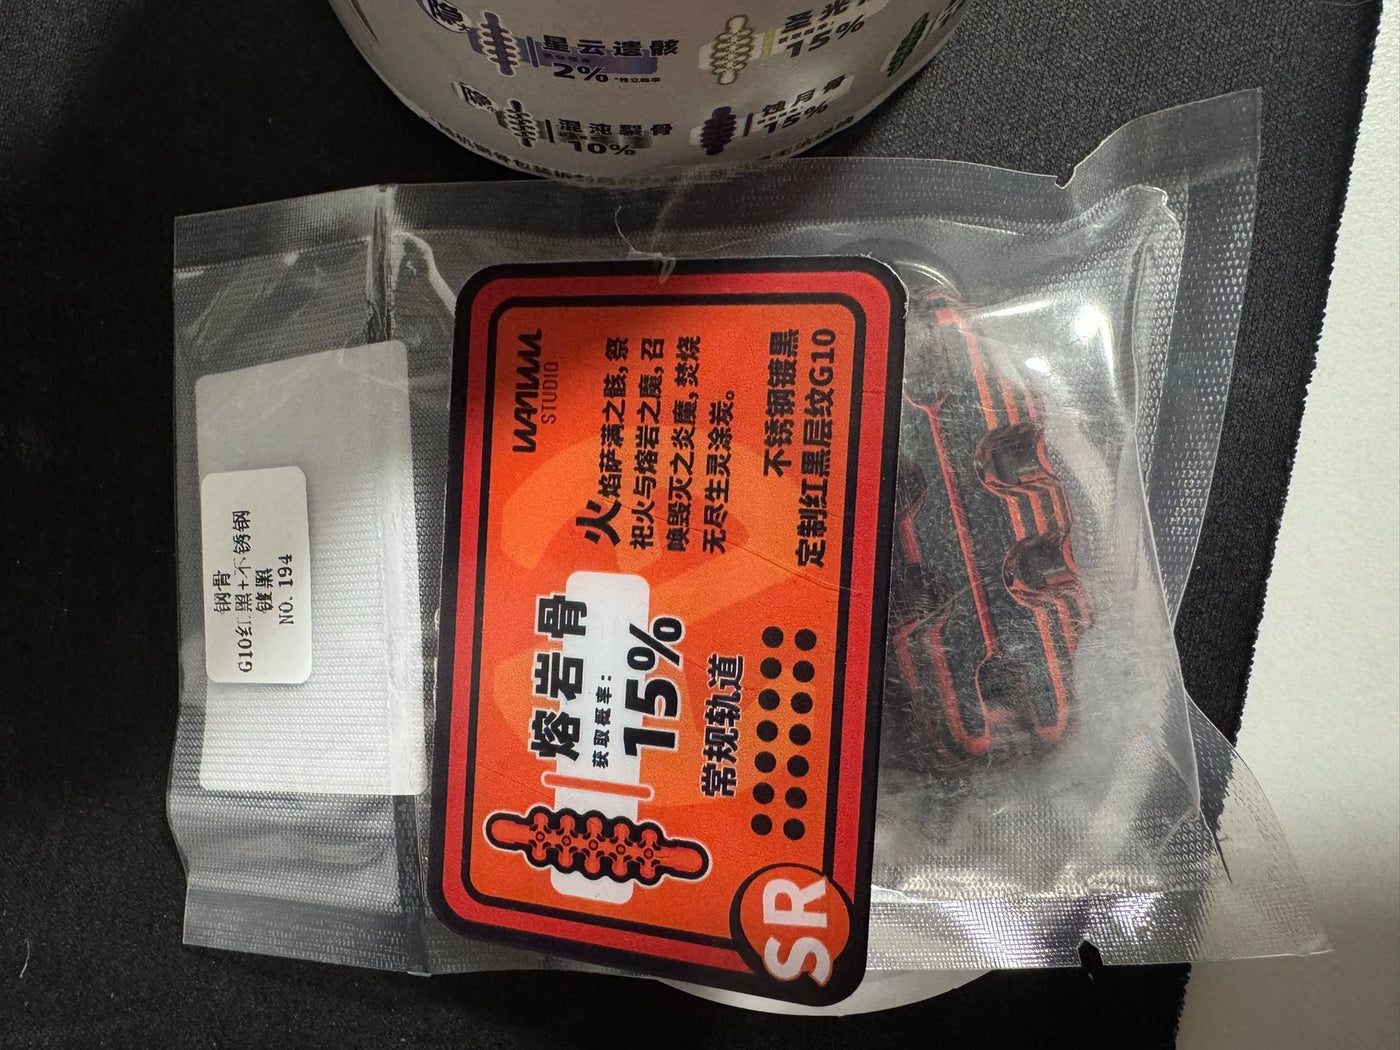 星云遗骸
2%
15%
混浊裂骨
10%
蚀月骨
15%
钢骨
G10红黑+不锈钢
镀黑
NO. 194
SR
熔岩骨
获取概率:
15%
常规轨道
WANWU
STUDIO
火焰萨满之骸,祭
祀火与熔岩之魔,召
唤毁灭之炎魔,焚烧
无尽生灵涂炭。
不锈钢镀黑
定制红黑层纹G10